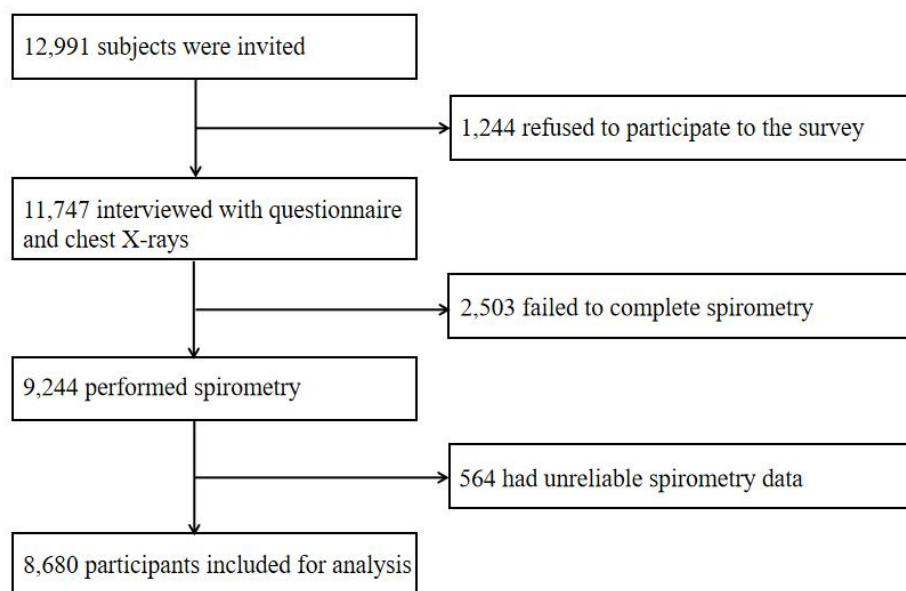 12,991 subjects were invited
1,244 refused to participate to the survey
11,747 interviewed with questionnaire
and chest X-rays
2,503 failed to complete spirometry
9,244 performed spirometry
564 had unreliable spirometry data
8,680 participants included for analysis